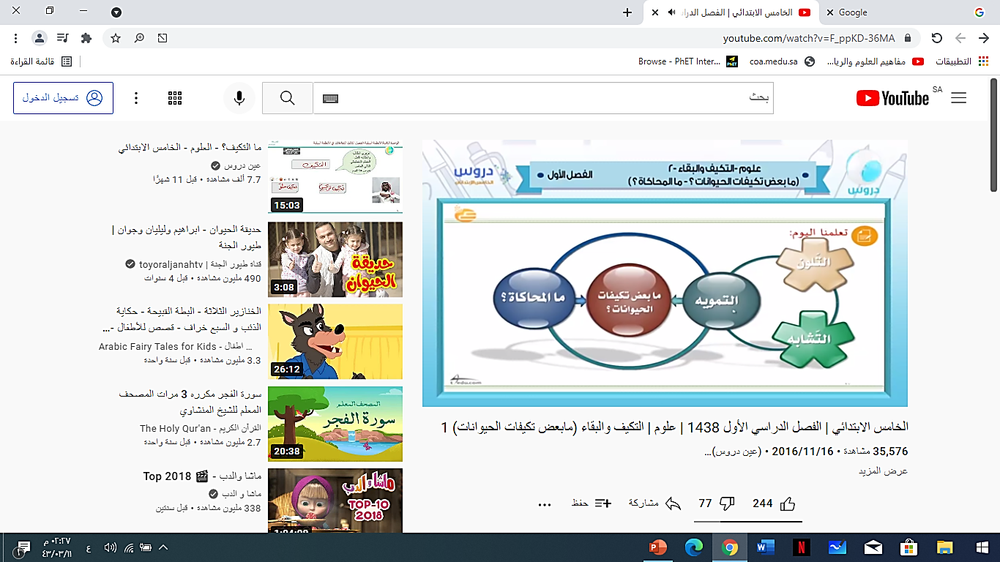 الخامس الابتدائي | الفصل الدراس
Google
youtube.com/watch?v=F_ppKD-36MA
التطبيقات
مفاهيم العلوم والريا...
coa.medu.sa
Browse - PhET Inter...
قائمة القراءة
YouTube SA
بحث
تسجيل الدخول
دروس
علوم -التكيف والبقاء -٢
(ما بعض تكيفات الحيوانات ؟ - ما المحاكاة ؟)
الفصل الأول
دروس
الخامس الإبتدائي
تعلمنا اليوم:
التلون
التشابه
التمويه
ما بعض تكيفات
الحيوانات ؟
ما المحاكاة ؟
الخامس الابتدائي | الفصل الدراسي الأول 1438 | علوم | التكيف والبقاء (مابعض تكيفات الحيوانات) 1
35,576 مشاهدة • 2016/11/16 • (عين دروس)...
عرض المزيد
244
77
مشاركة
حفظ
التكيف
15:03
ما التكيف؟ - العلوم - الخامس الابتدائي
عين دروس
7.7 ألف مشاهدة • قبل 11 شهرًا
حديقة
الحيوان
3:08
حديقة الحيوان - ابراهيم وليليان وجوان |
طيور الجنة
قناة طيور الجنة | toyoraljanahtv
490 مليون مشاهدة • قبل 4 سنوات
26:12
الخنازير الثلاثة - البطة القبيحة - حكاية
الذئب و السبع خراف - قصص للأطفال -...
Arabic Fairy Tales for Kids - اطفال ...
3.3 مليون مشاهدة • قبل سنة واحدة
المصحف المعلم
سورة الفجر
20:38
سورة الفجر مكرره 3 مرات المصحف
المعلم للشيخ المنشاوي
القرآن الكريم - The Holy Qur'an
2.7 مليون مشاهدة • قبل سنة واحدة
ماشا والدب
TOP-10
2018
ماشا والدب - 🎬 Top 2018
ماشا و الدب
338 مليون مشاهدة • قبل سنتين
ع
٠٢:٢٧ م
٤٣/٠٣/١١